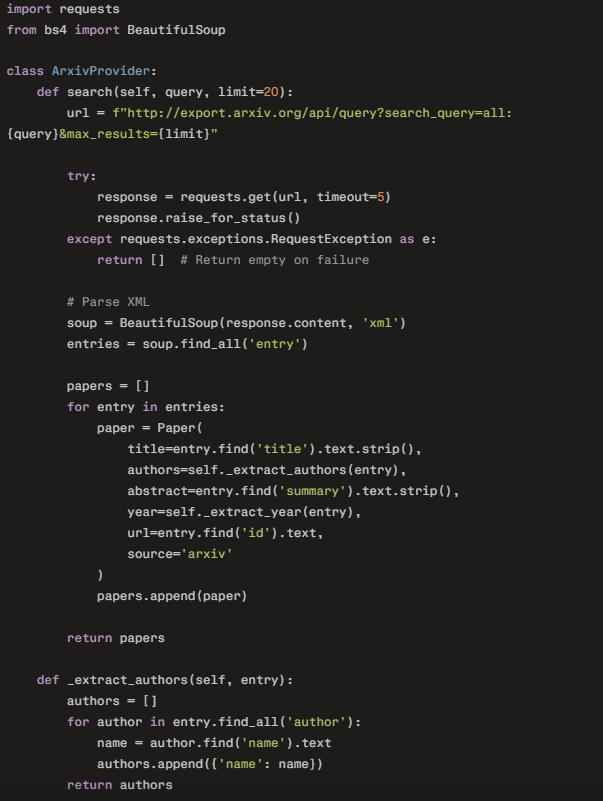 import requests
from bs4 import BeautifulSoup

class ArxivProvider:
    def search(self, query, limit=20):
        url = f"http://export.arxiv.org/api/query?search_query=all:
{query}&max_results={limit}"

        try:
            response = requests.get(url, timeout=5)
            response.raise_for_status()
        except requests.exceptions.RequestException as e:
            return []  # Return empty on failure

        # Parse XML
        soup = BeautifulSoup(response.content, 'xml')
        entries = soup.find_all('entry')

        papers = []
        for entry in entries:
            paper = Paper(
                title=entry.find('title').text.strip(),
                authors=self._extract_authors(entry),
                abstract=entry.find('summary').text.strip(),
                year=self._extract_year(entry),
                url=entry.find('id').text,
                source='arxiv'
            )
            papers.append(paper)

        return papers

    def _extract_authors(self, entry):
        authors = []
        for author in entry.find_all('author'):
            name = author.find('name').text
            authors.append({'name': name})
        return authors